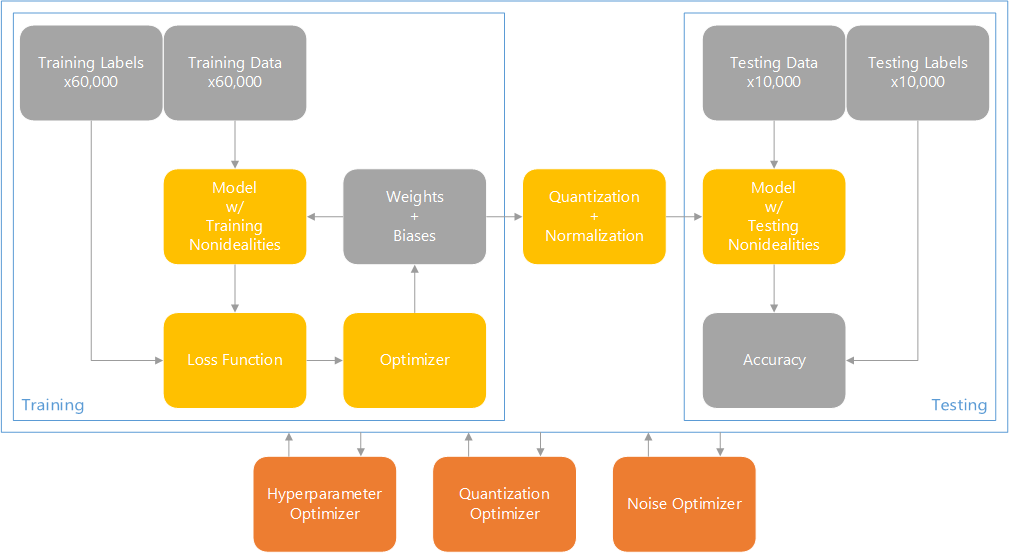 Training Labels
x60,000
Training Data
x60,000
Testing Data
x10,000
Testing Labels
x10,000
Model
w/
Training
Nonidealities
Weights
+
Biases
Quantization
+
Normalization
Model
w/
Testing
Nonidealities
Loss Function
Optimizer
Accuracy
Training
Testing
Hyperparameter
Optimizer
Quantization
Optimizer
Noise Optimizer